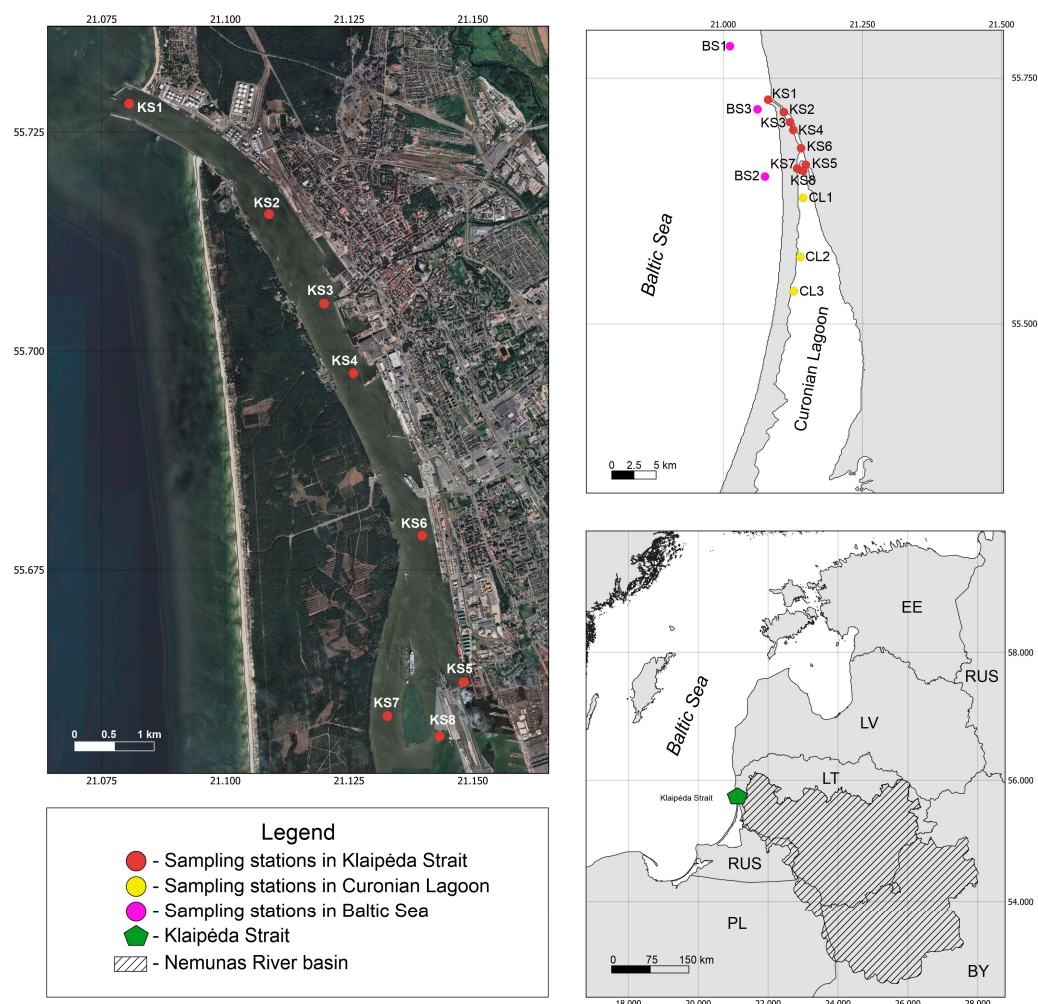 21.075 21.100 21.125 21.150
55.725
55.700
55.675
KS1
KS2
KS3
KS4
KS6
KS5
KS7
KS8
0 0.5 1 km
21.075 21.100 21.125 21.150
21.000 21.250 21.500
BS1
55.750
KS1
BS3
KS2
KS3
KS4
KS6
KS7
KS5
BS2
KS8
CL1
CL2
CL3
55.500
Baltic Sea
Curonian Lagoon
0 2.5 5 km
EE
58.000
RUS
Baltic Sea
LV
LT
56.000
Klaipėda Strait
RUS
54.000
PL
BY
0 75 150 km
18.000 20.000 22.000 24.000 26.000 28.000
Legend
- Sampling stations in Klaipėda Strait
- Sampling stations in Curonian Lagoon
- Sampling stations in Baltic Sea
- Klaipėda Strait
- Nemunas River basin